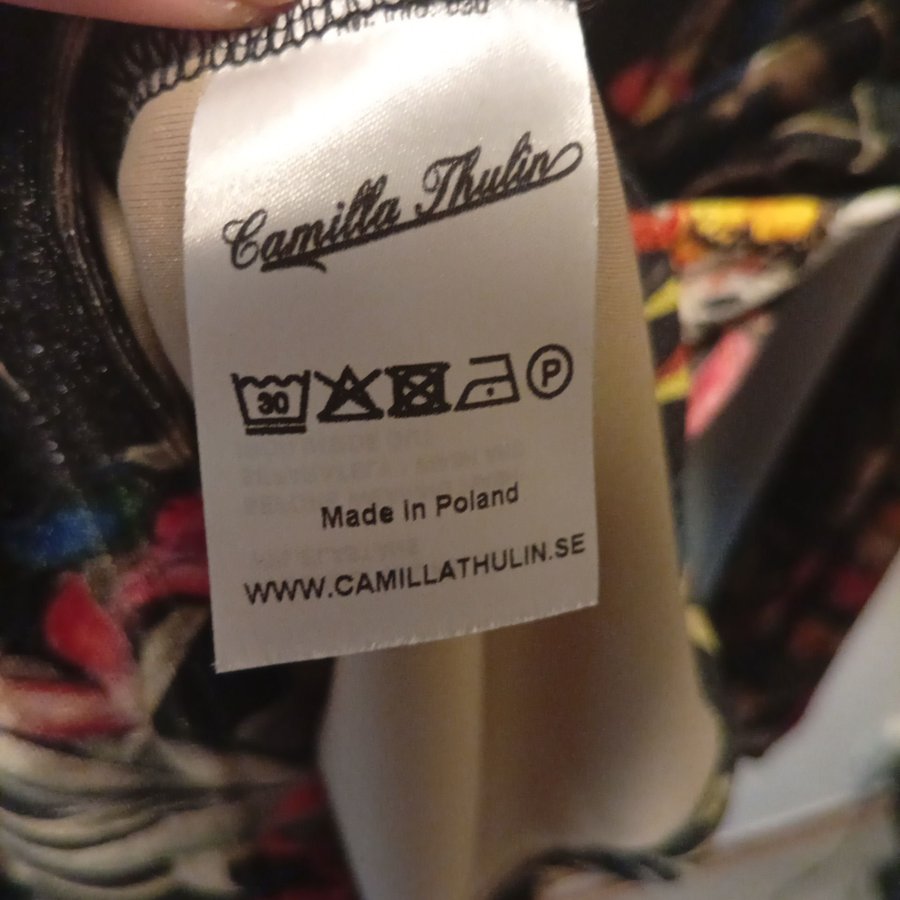 Camilla Thulin
30 P
Made in Poland
WWW.CAMILLATHULIN.SE